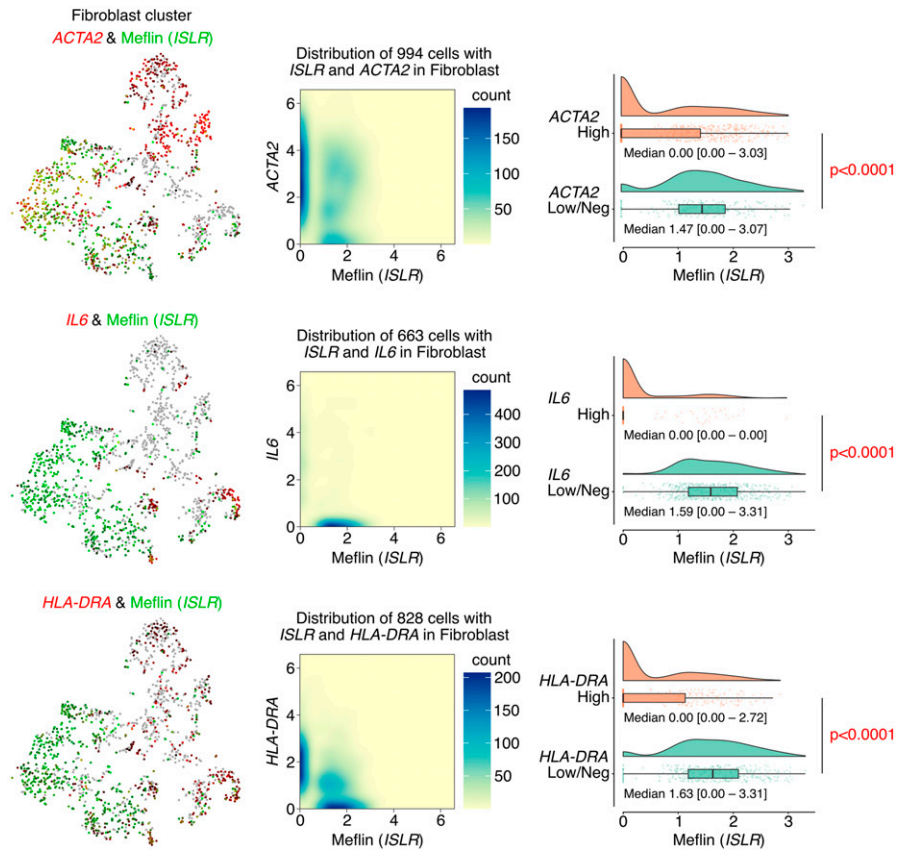 Fibroblast cluster
ACTA2 & Meflin (ISLR)
Distribution of 994 cells with
ISLR and ACTA2 in Fibroblast
count
6
4
2
0
ACTA2
150
100
50
0 2 4 6
Meflin (ISLR)
ACTA2
High
Median 0.00 [0.00 – 3.03]
ACTA2
Low/Neg
Median 1.47 [0.00 – 3.07]
p<0.0001
0 1 2 3
Meflin (ISLR)
IL6 & Meflin (ISLR)
Distribution of 663 cells with
ISLR and IL6 in Fibroblast
count
6
4
2
0
IL6
400
300
200
100
0 2 4 6
Meflin (ISLR)
IL6
High
Median 0.00 [0.00 – 0.00]
IL6
Low/Neg
Median 1.59 [0.00 – 3.31]
p<0.0001
0 1 2 3
Meflin (ISLR)
HLA-DRA & Meflin (ISLR)
Distribution of 828 cells with
ISLR and HLA-DRA in Fibroblast
count
6
4
2
0
HLA-DRA
200
150
100
50
0 2 4 6
Meflin (ISLR)
HLA-DRA
High
Median 0.00 [0.00 – 2.72]
HLA-DRA
Low/Neg
Median 1.63 [0.00 – 3.31]
p<0.0001
0 1 2 3
Meflin (ISLR)